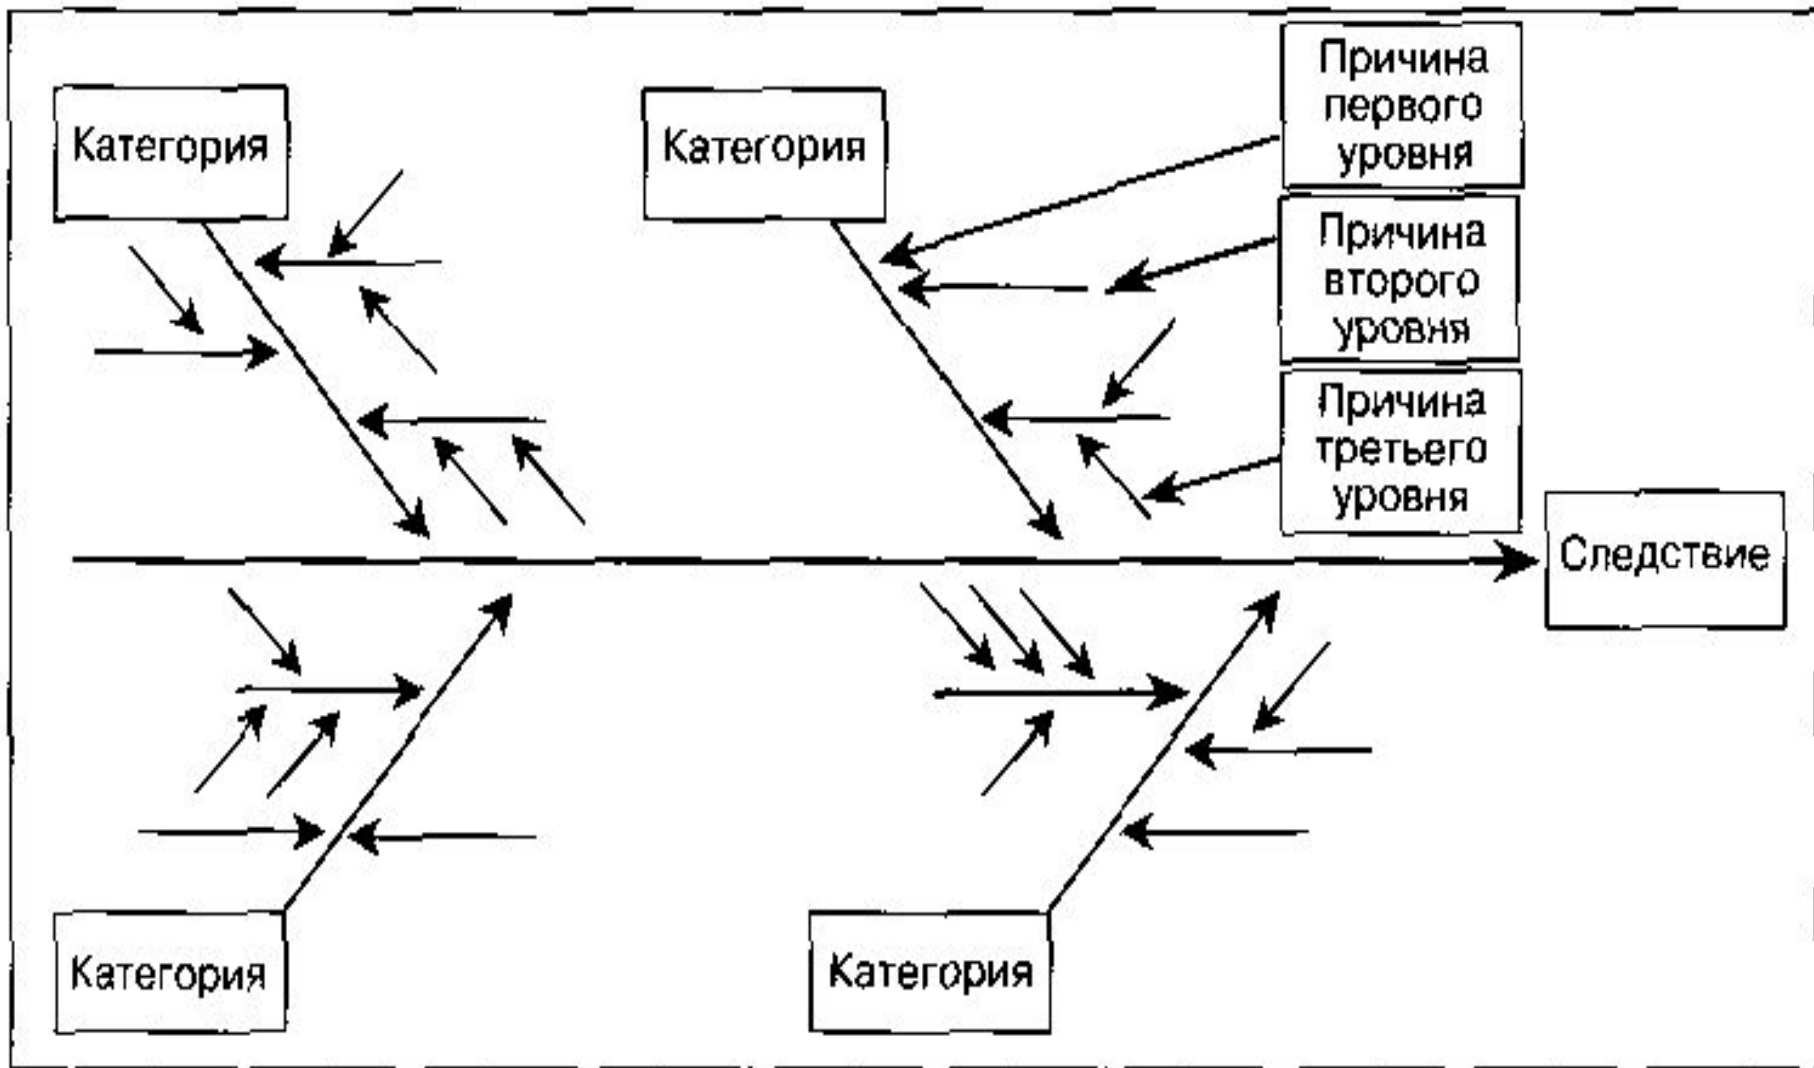 Категория
Категория
Причина
первого
уровня
Причина
второго
уровня
Причина
третьего
уровня
Следствие
Категория
Категория